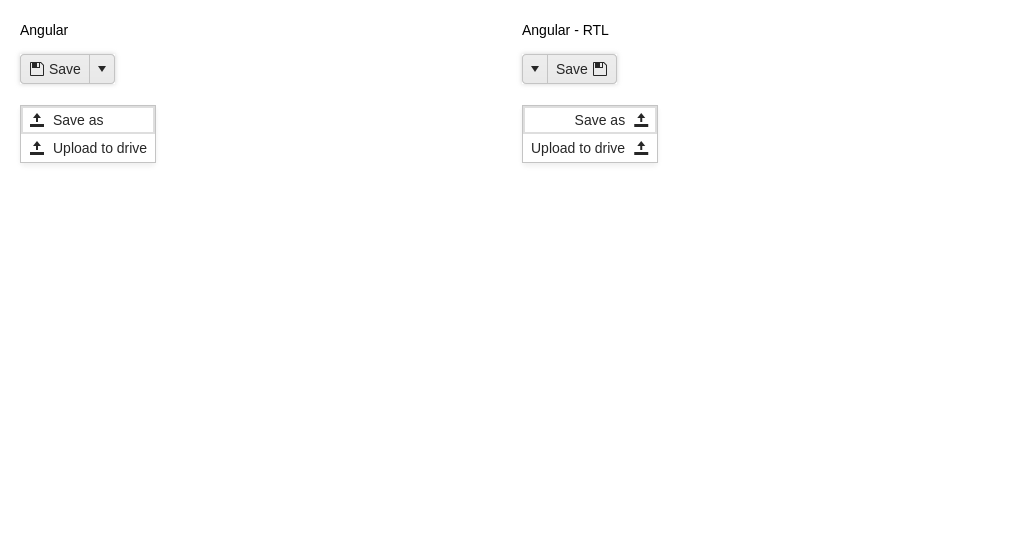 Angular
Save
Save as
Upload to drive
Angular - RTL
Save
Save as
Upload to drive